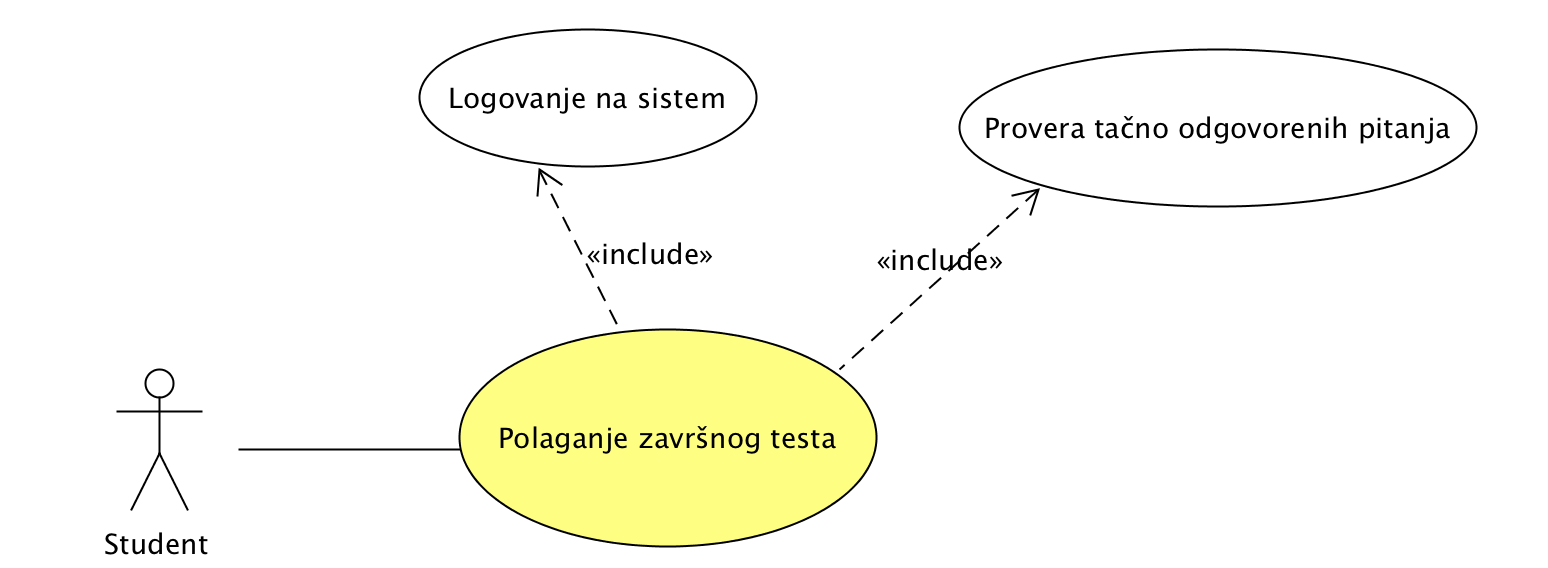 Logovanje na sistem
Provera tačno odgovorenih pitanja
«include»
«include»
Polaganje završnog testa
Student